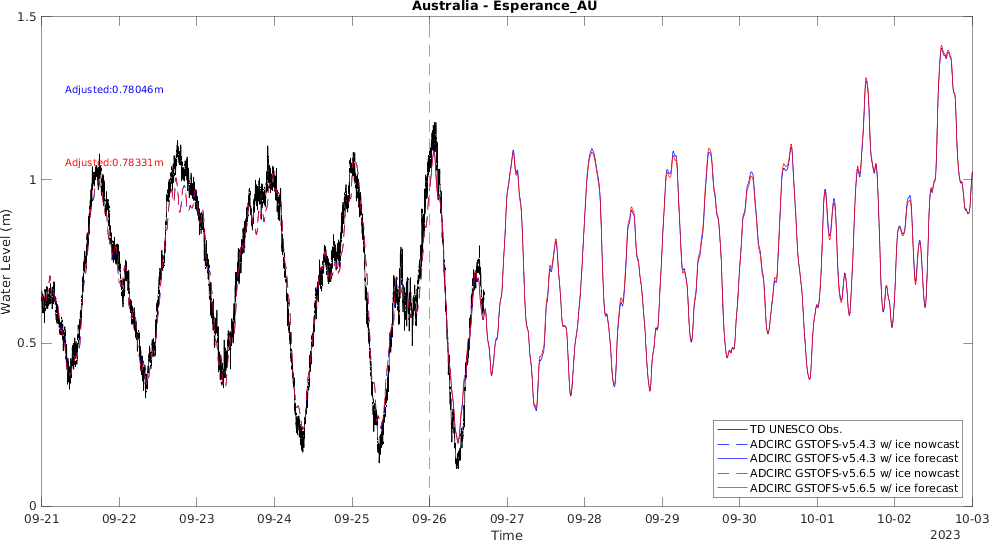 Australia - Esperance_AU
1.5
Adjusted:0.78046m
Adjusted:0.78331m
1
Water Level (m)
0.5
TD UNESCO Obs.
ADCIRC GSTOFS-v5.4.3 w/ ice nowcast
ADCIRC GSTOFS-v5.4.3 w/ ice forecast
ADCIRC GSTOFS-v5.6.5 w/ ice nowcast
ADCIRC GSTOFS-v5.6.5 w/ ice forecast
0
09-21 09-22 09-23 09-24 09-25 09-26 09-27 09-28 09-29 09-30 10-01 10-02 10-03
Time 2023